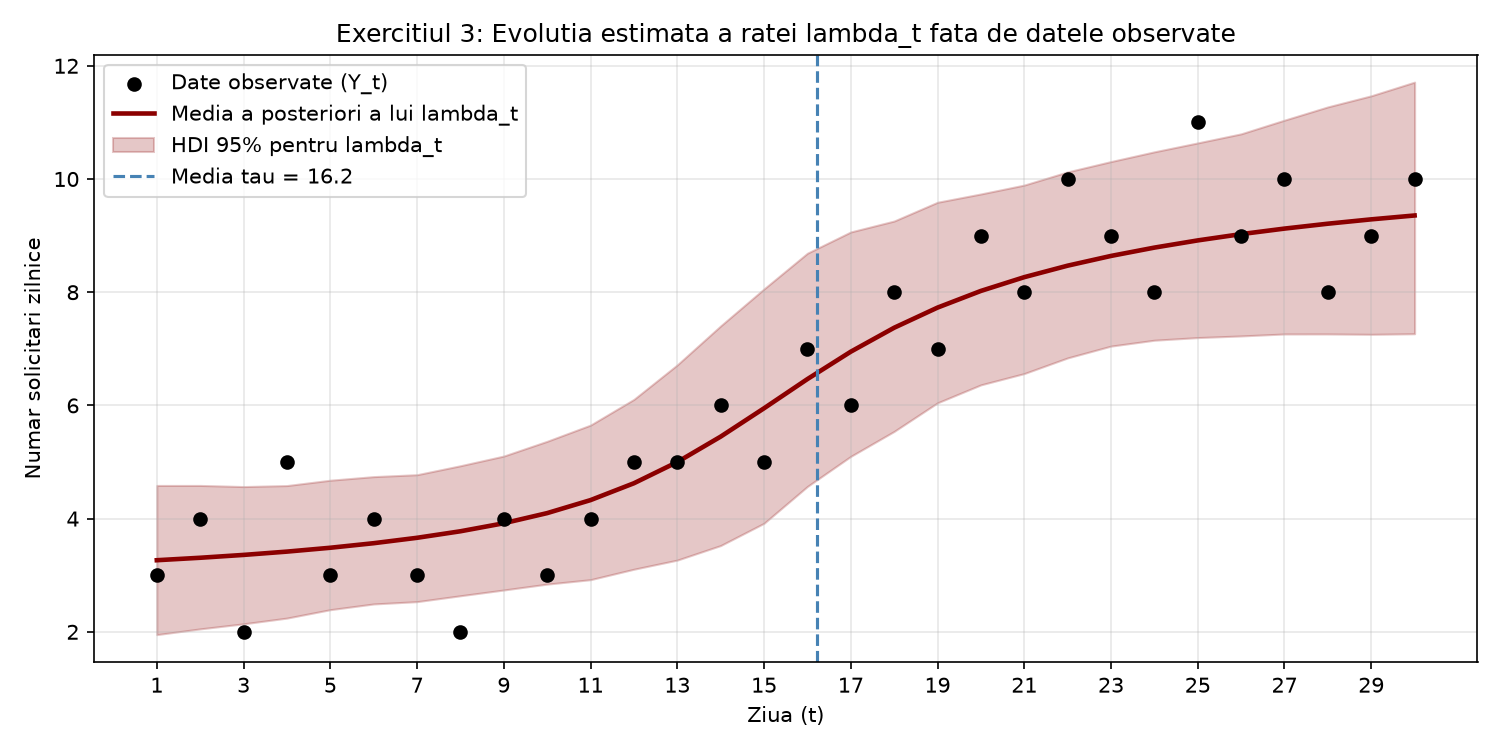 Exercitiul 3: Evolutia estimata a ratei lambda_t fata de datele observate
12
10
8
6
4
2
Numar solicitari zilnice
Date observate (Y_t)
Media a posteriori a lui lambda_t
HDI 95% pentru lambda_t
Media tau = 16.2
1 3 5 7 9 11 13 15 17 19 21 23 25 27 29
Ziua (t)